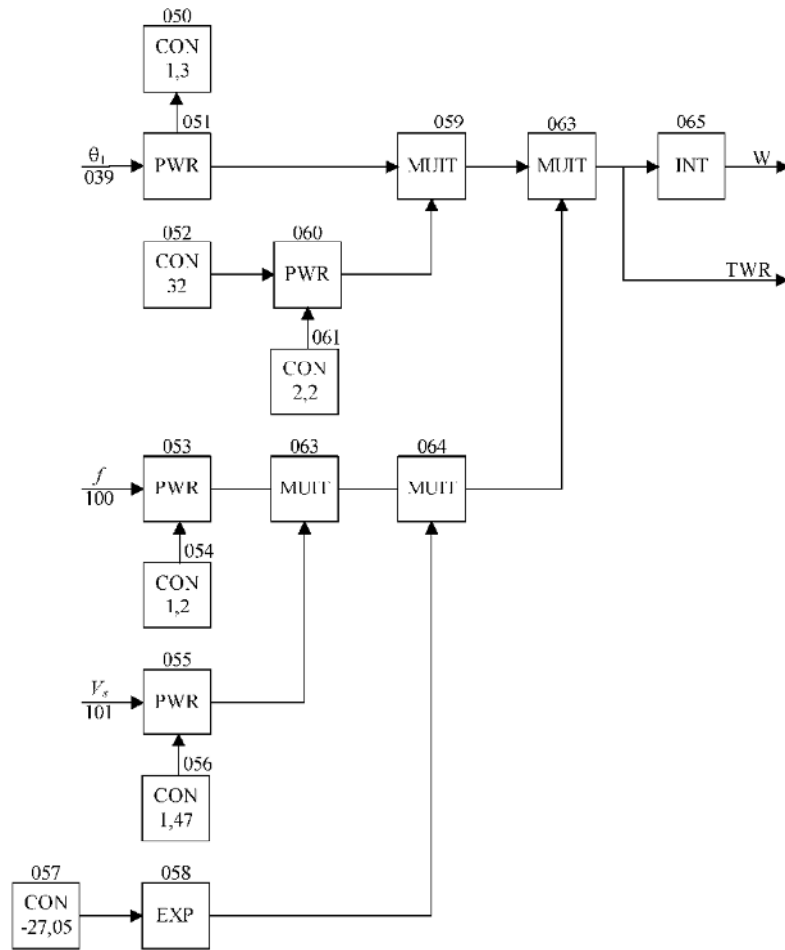 050
CON
1,3
051
059
063
065
θ1
039
PWR
MUIT
MUIT
INT
W
052
060
TWR
CON
32
PWR
061
CON
2,2
053
063
064
f
100
PWR
MUIT
MUIT
054
CON
1,2
055
Vs
101
PWR
056
CON
1,47
057
058
CON
-27,05
EXP